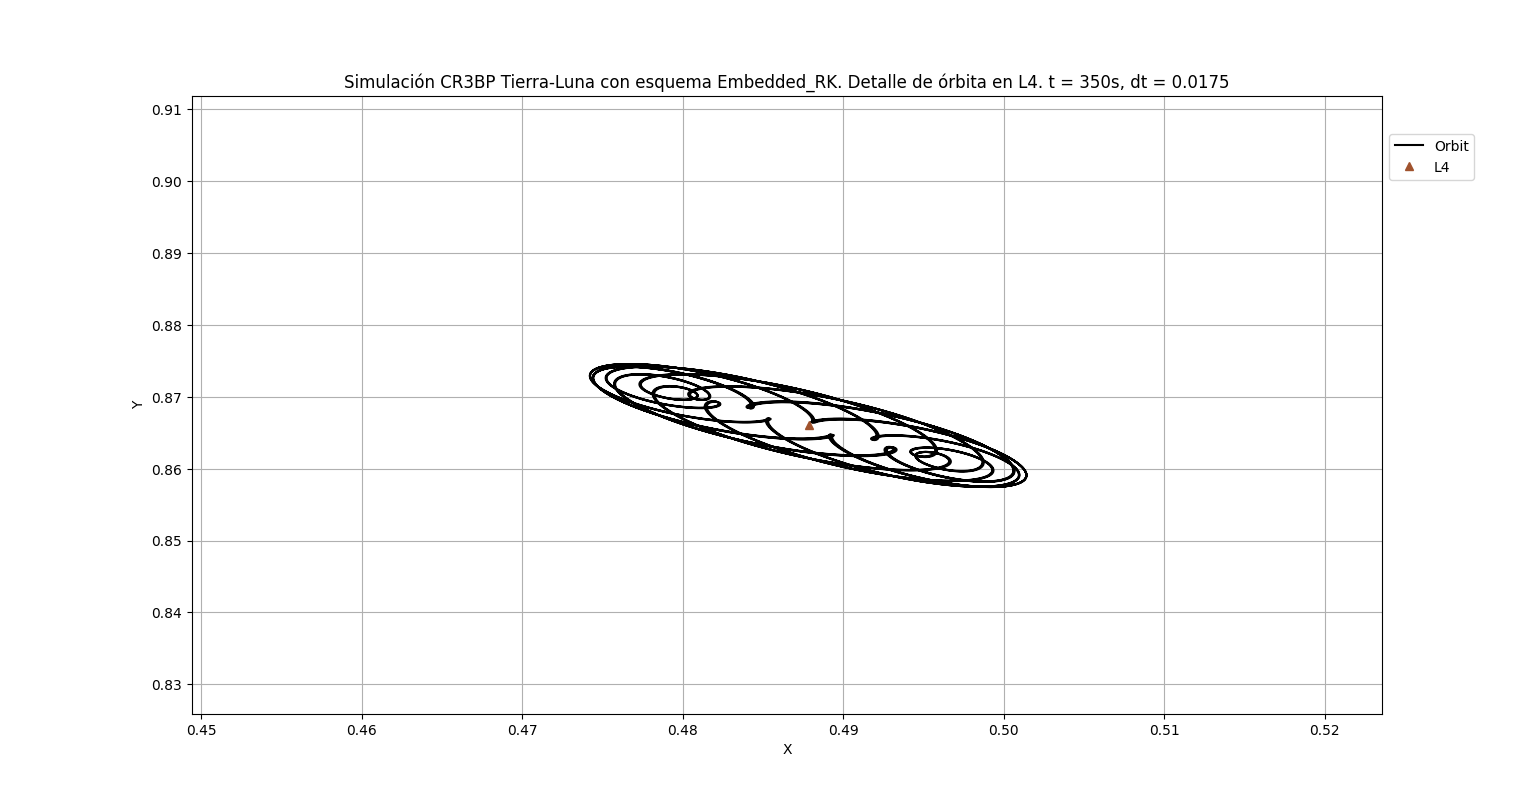 Simulación CR3BP Tierra-Luna con esquema Embedded_RK. Detalle de órbita en L4. t = 350s, dt = 0.0175
0.91
0.90
0.89
0.88
0.87
0.86
0.85
0.84
0.83
Y
0.45 0.46 0.47 0.48 0.49 0.50 0.51 0.52
X
Orbit
L4